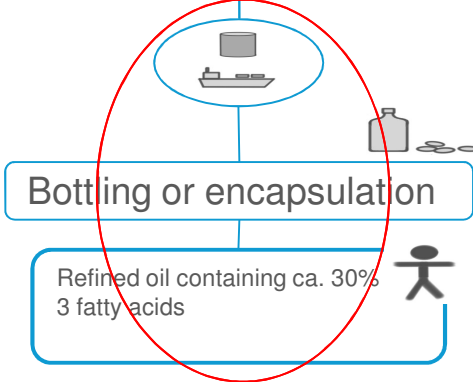 Bottling or encapsulation
Refined oil containing ca. 30%
3 fatty acids